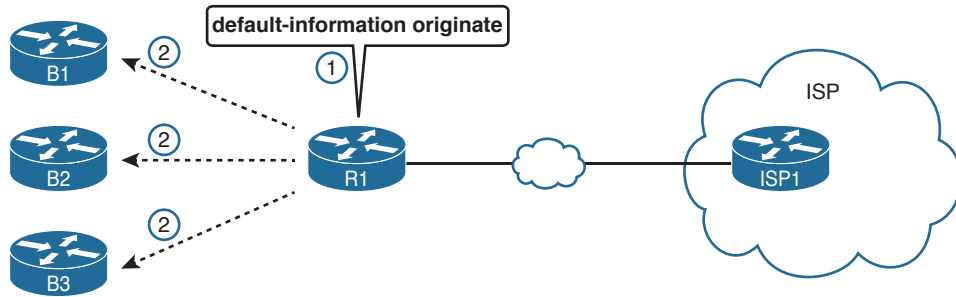 default-information originate
1
2
B1
2
B2
2
B3
R1
ISP
ISP1